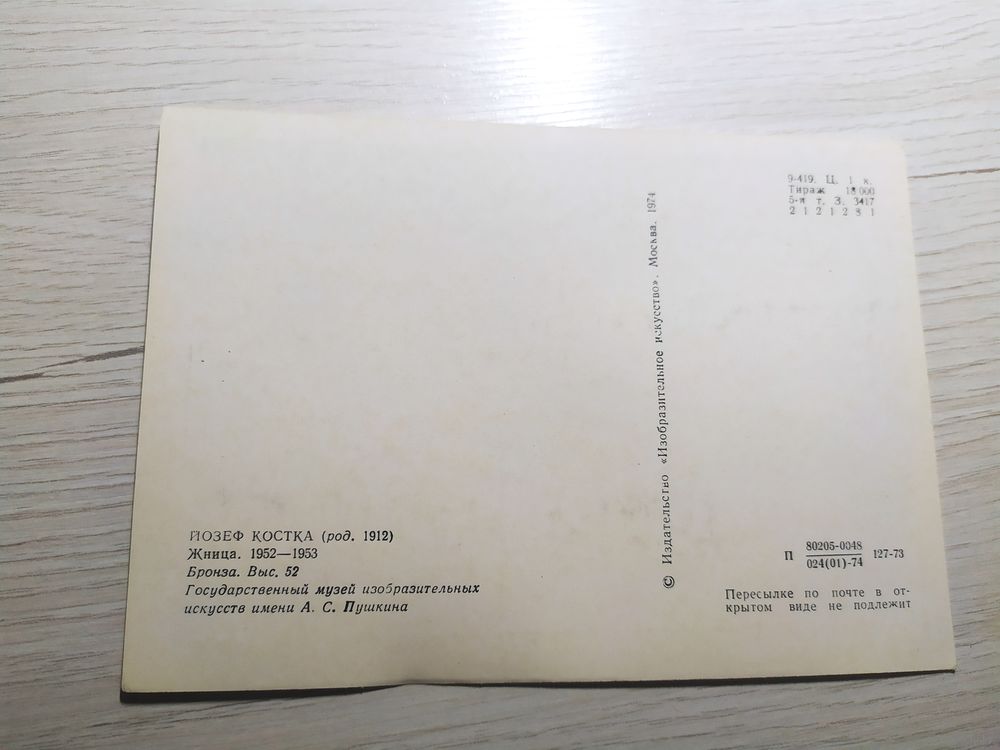 ЙОЗЕФ КОСТКА (род. 1912)
Жница. 1952—1953
Бронза. Выс. 52
Государственный музей изобразительных
искусств имени А. С. Пушкина
© Издательство «Изобразительное искусство». Москва. 1974
9-419. Ц. 1 к.
Тираж 18 000
5-я т. З. 3417
2 1 2 1 2 8 1
П 80205-0048 127-73
024(01)-74
Пересылке по почте в от-
крытом виде не подлежит